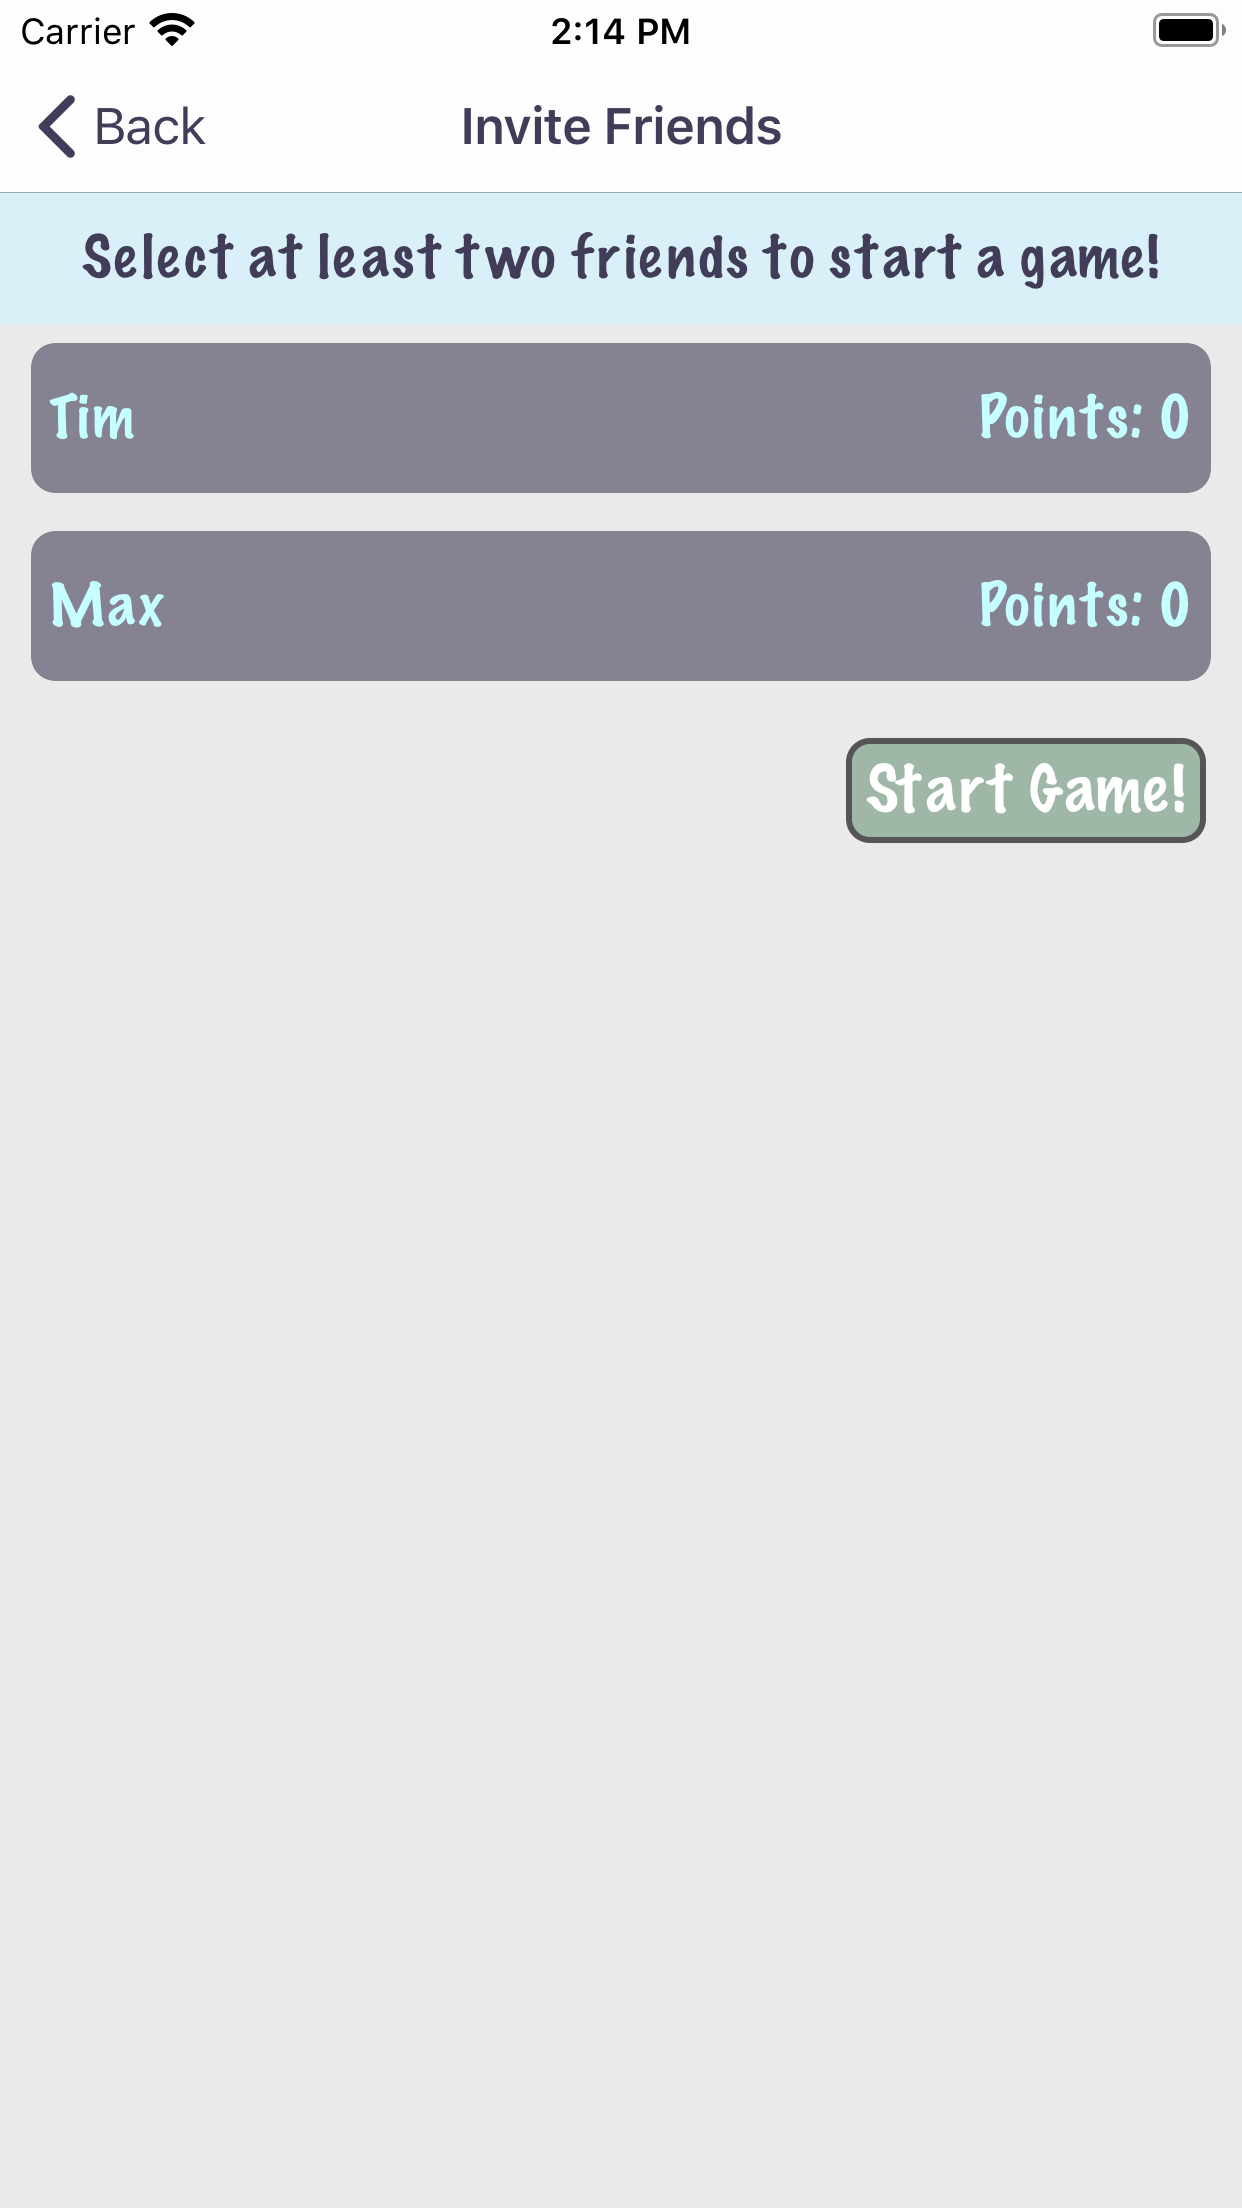 Carrier 2:14 PM
Back Invite Friends
Select at least two friends to start a game!
Tim Points: 0
Max Points: 0
Start Game!